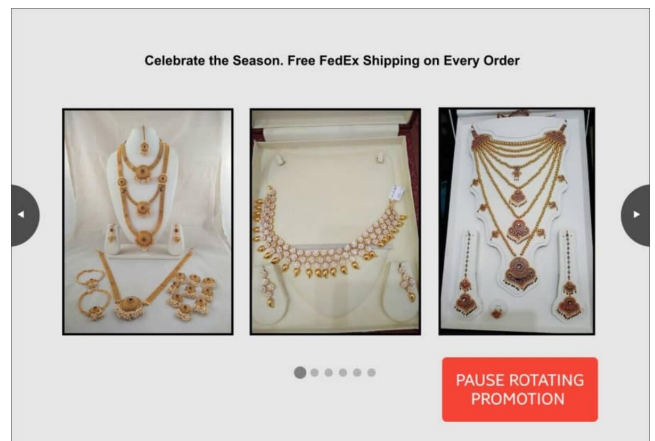 Celebrate the Season. Free FedEx Shipping on Every Order
PAUSE ROTATING
PROMOTION